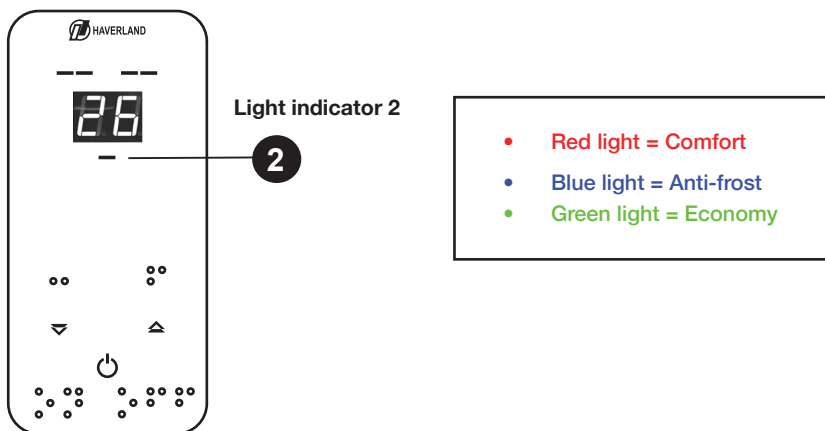 HAVERLAND
26
Light indicator 2
2
• Red light = Comfort
• Blue light = Anti-frost
• Green light = Economy